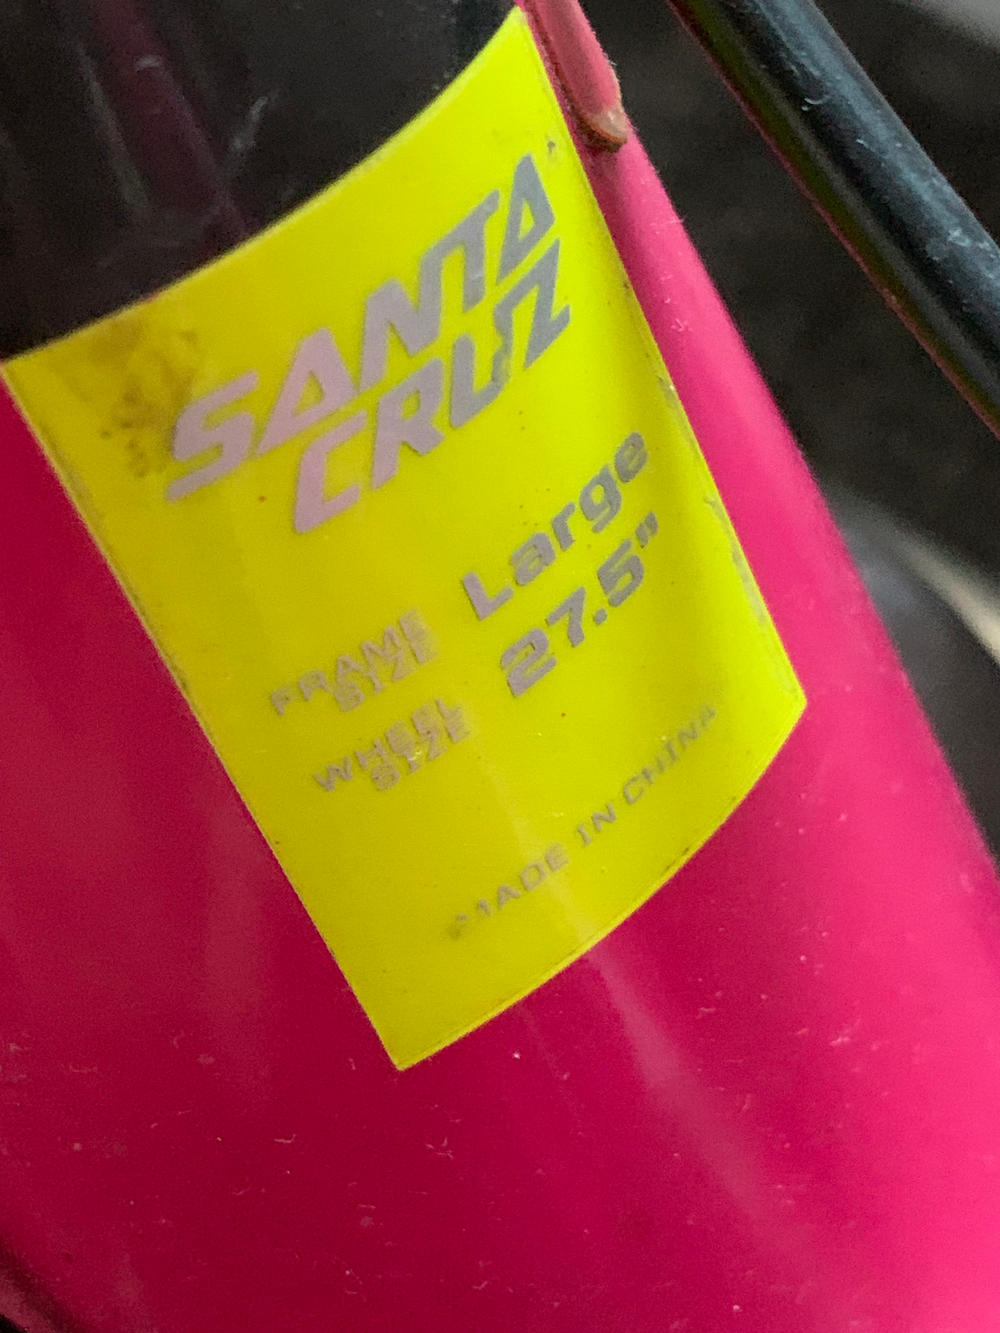 SANTA
CRUZ
FRAME
SIZE
Large
WHEEL
SIZE
27.5"
MADE IN CHINA